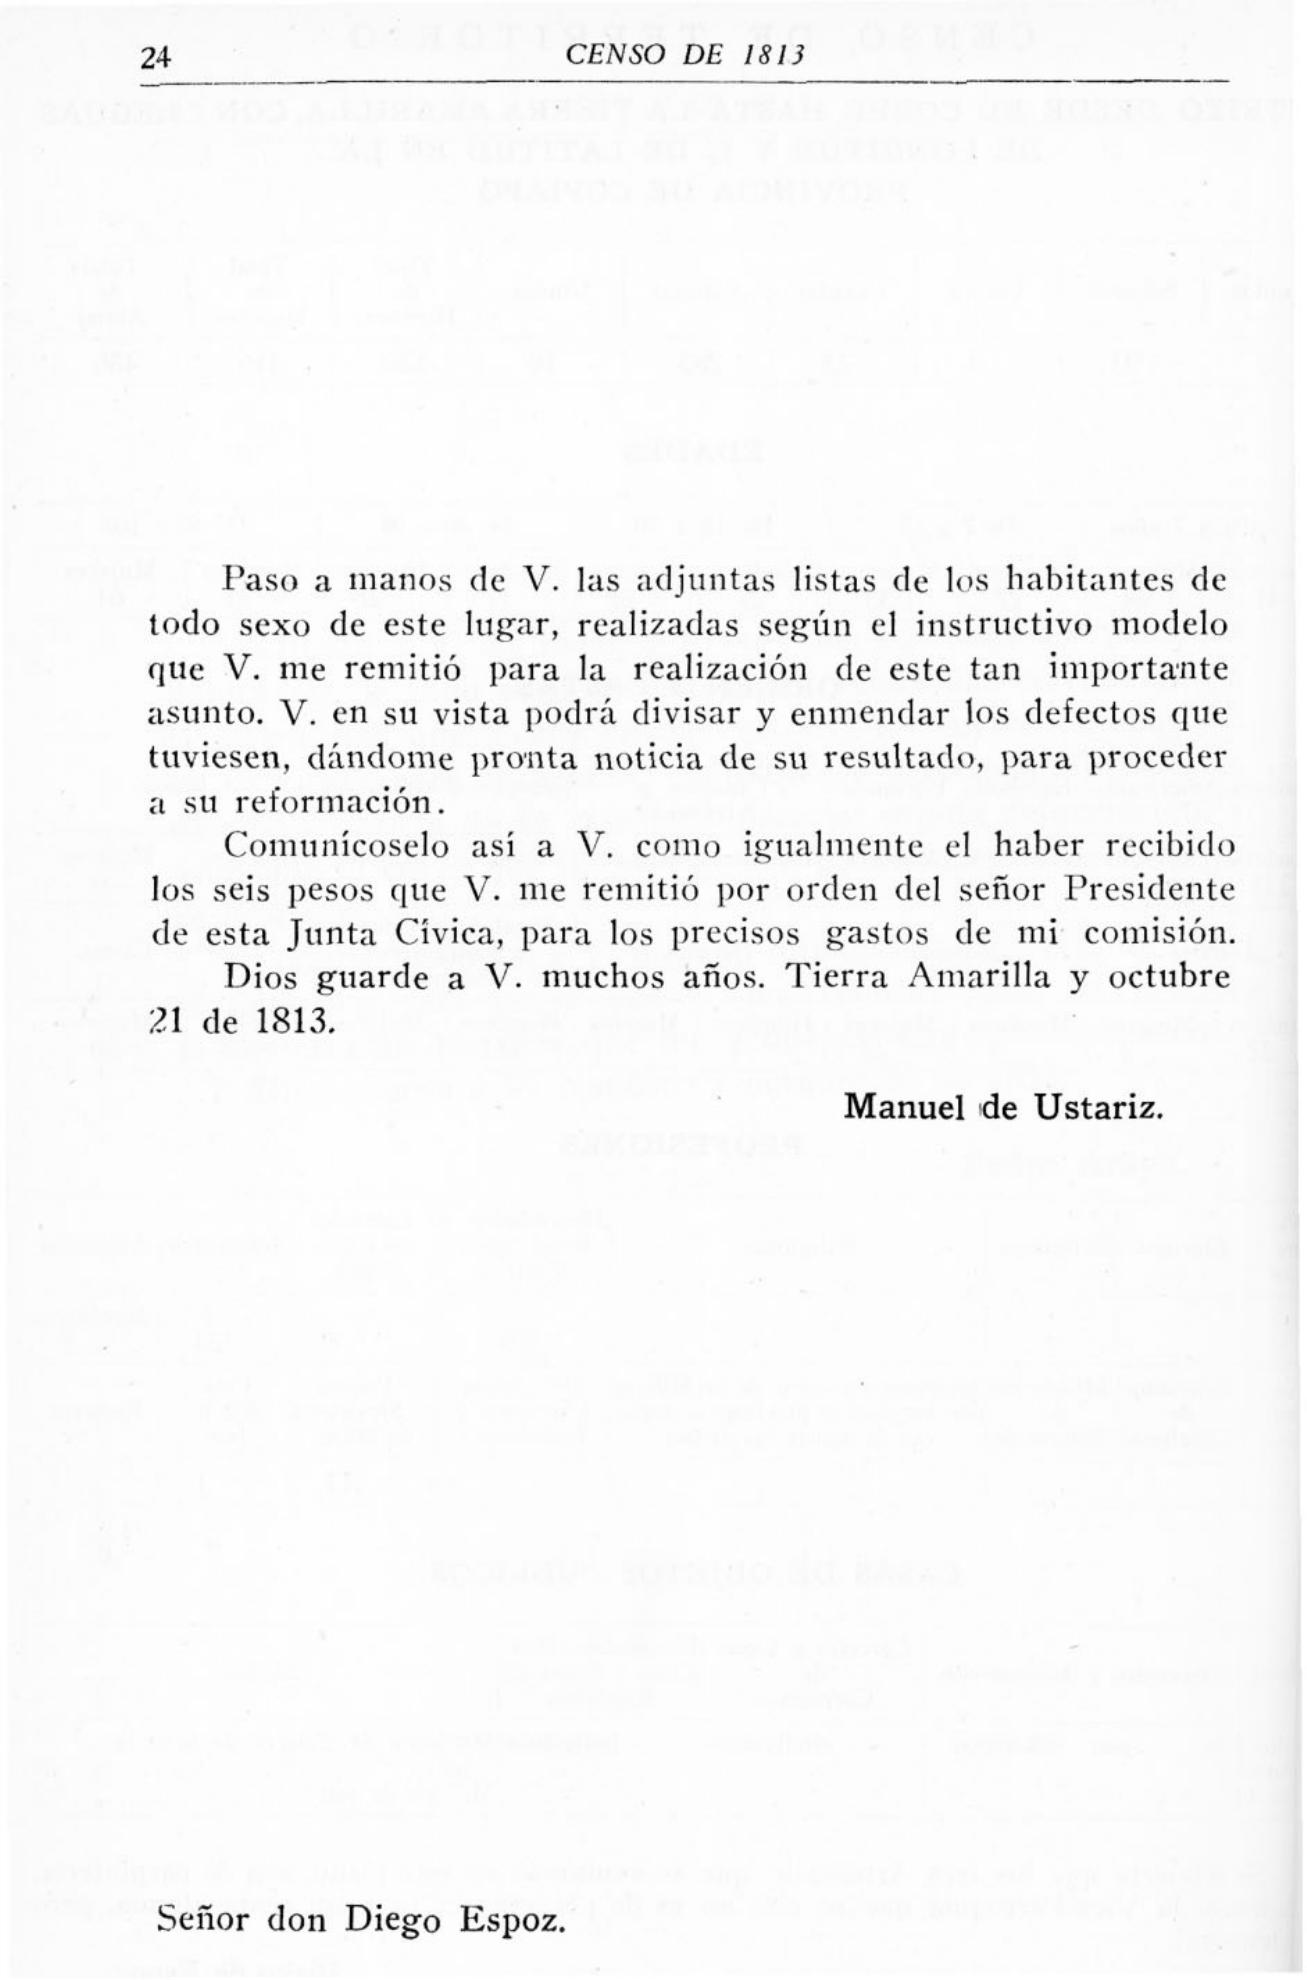 24
CENSO DE 1813
Paso a manos de V. las adjuntas listas de los habitantes de
todo sexo de este lugar, realizadas según el instructivo modelo
que V. me remitió para la realización de este tan importante
asunto. V. en su vista podrá divisar y enmendar los defectos que
tuviesen, dándome pronta noticia de su resultado, para proceder
a su reformación.
Comunícoselo así a V. como igualmente el haber recibido
los seis pesos que V. me remitió por orden del señor Presidente
de esta Junta Cívica, para los precisos gastos de mi comisión.
Dios guarde a V. muchos años. Tierra Amarilla y octubre
21 de 1813.
Manuel de Ustariz.
Señor don Diego Espoz.